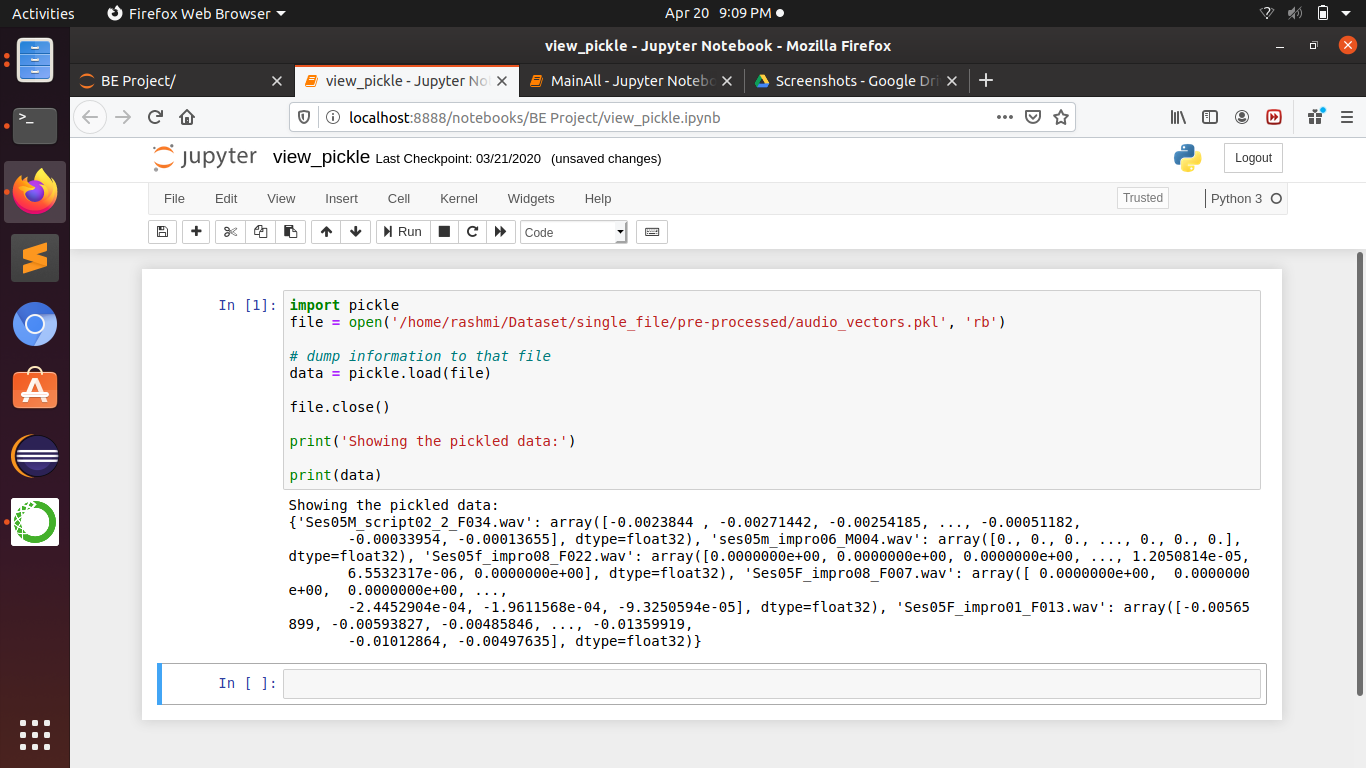 Activities
Firefox Web Browser
Apr 20 9:09 PM
view_pickle - Jupyter Notebook - Mozilla Firefox
BE Project/
view_pickle - Jupyter No
MainAll - Jupyter Notebo
Screenshots - Google Dri
localhost:8888/notebooks/BE Project/view_pickle.ipynb
jupyter view_pickle Last Checkpoint: 03/21/2020 (unsaved changes)
Logout
File Edit View Insert Cell Kernel Widgets Help
Trusted
Python 3
Run
Code
In [1]:
import pickle
file = open('/home/rashmi/Dataset/single_file/pre-processed/audio_vectors.pkl', 'rb')
# dump information to that file
data = pickle.load(file)
file.close()
print('Showing the pickled data:')
print(data)
Showing the pickled data:
{'Ses05M_script02_2_F034.wav': array([-0.0023844 , -0.00271442, -0.00254185, ..., -0.00051182,
-0.00033954, -0.00013655], dtype=float32), 'ses05m_impro06_M004.wav': array([0., 0., 0., ..., 0., 0., 0.],
dtype=float32), 'Ses05f_impro08_F022.wav': array([0.0000000e+00, 0.0000000e+00, 0.0000000e+00, ..., 1.2050814e-05,
6.5532317e-06, 0.0000000e+00], dtype=float32), 'Ses05F_impro08_F007.wav': array([ 0.0000000e+00,  0.0000000
e+00,  0.0000000e+00, ...,
-2.4452904e-04, -1.9611568e-04, -9.3250594e-05], dtype=float32), 'Ses05F_impro01_F013.wav': array([-0.00565
899, -0.00593827, -0.00485846, ..., -0.01359919,
-0.01012864, -0.00497635], dtype=float32)}
In [ ]: